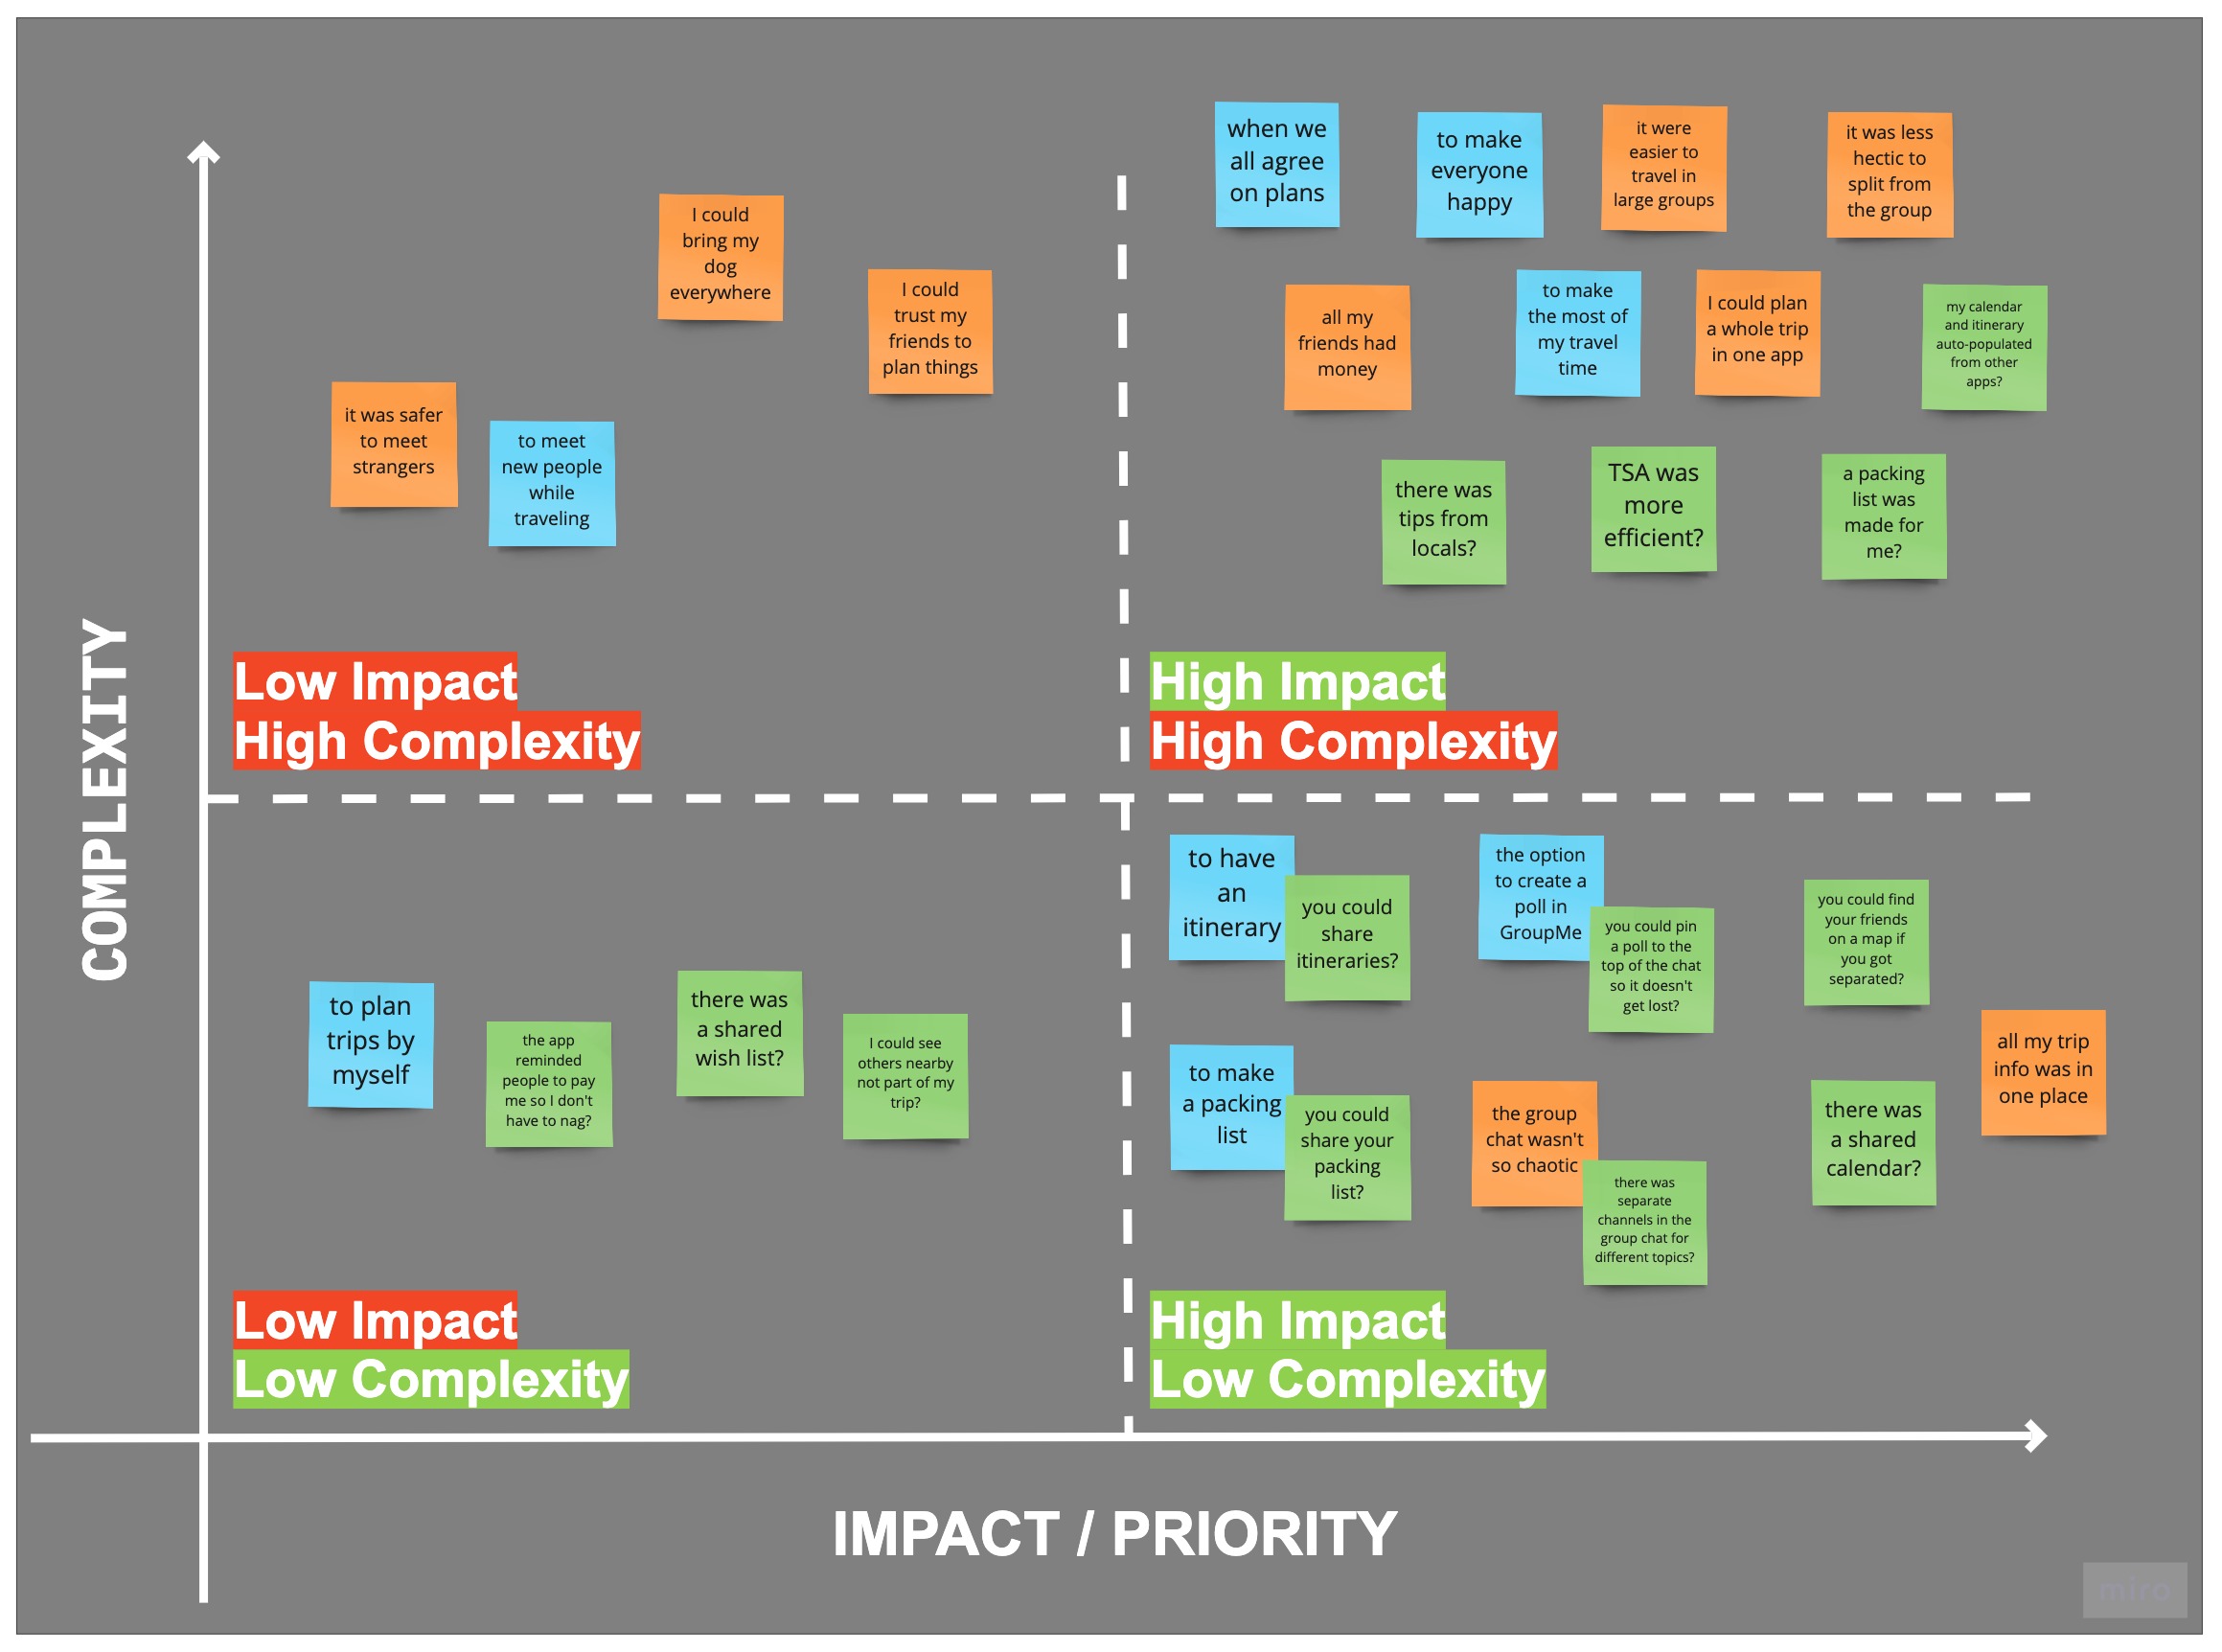 when we
all agree
on plans
to make
everyone
happy
it were
easier to
travel in
large groups
it was less
hectic to
split from
the group
I could
bring my
dog
everywhere
I could
trust my
friends to
plan things
all my
friends had
money
to make
the most of
my travel
time
I could plan
a whole trip
in one app
my calendar
and itinerary
auto-populated
from other
apps?
it was safer
to meet
strangers
to meet
new people
while
traveling
there was
tips from
locals?
TSA was
more
efficient?
a packing
list was
made for
me?
COMPLEXITY
Low Impact
High Complexity
High Impact
High Complexity
to have
an
itinerary
you could
share
itineraries?
the option
to create a
poll in
GroupMe
you could pin
a poll to the
top of the chat
so it doesn't
get lost?
you could find
your friends
on a map if
you got
separated?
to plan
trips by
myself
the app
reminded
people to pay
me so I don't
have to nag?
there was
a shared
wish list?
I could see
others nearby
not part of my
trip?
to make
a packing
list
you could
share your
packing
list?
the group
chat wasn't
so chaotic
there was
separate
channels in the
group chat for
different topics?
there was
a shared
calendar?
all my trip
info was in
one place
Low Impact
Low Complexity
High Impact
Low Complexity
IMPACT / PRIORITY
miro